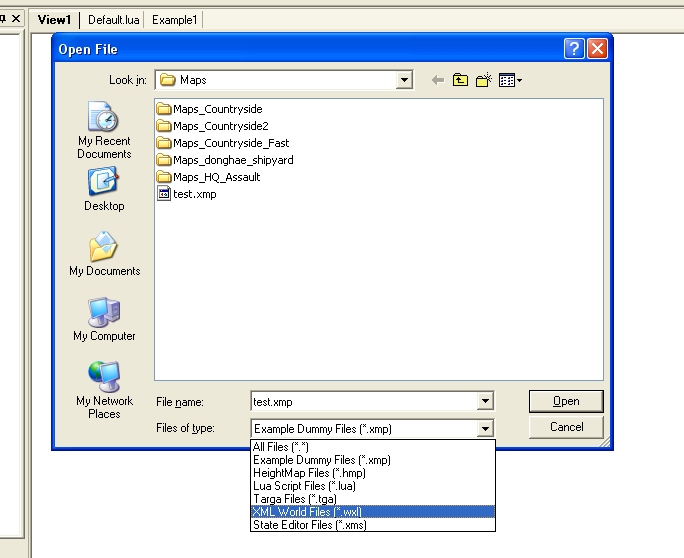 View1 Default.lua Example1
Open File
Look in: Maps
My Recent Documents
Desktop
My Documents
My Computer
My Network Places
Maps_Countryside
Maps_Countryside2
Maps_Countryside_Fast
Maps_donghae_shipyard
Maps_HQ_Assault
test.xmp
File name: test.xmp Open
Files of type: Example Dummy Files (*.xmp) Cancel
All Files (*.*)
Example Dummy Files (*.xmp)
HeightMap Files (*.hmp)
Lua Script Files (*.lua)
Targa Files (*.tga)
XML World Files (*.wxl)
State Editor Files (*.xms)